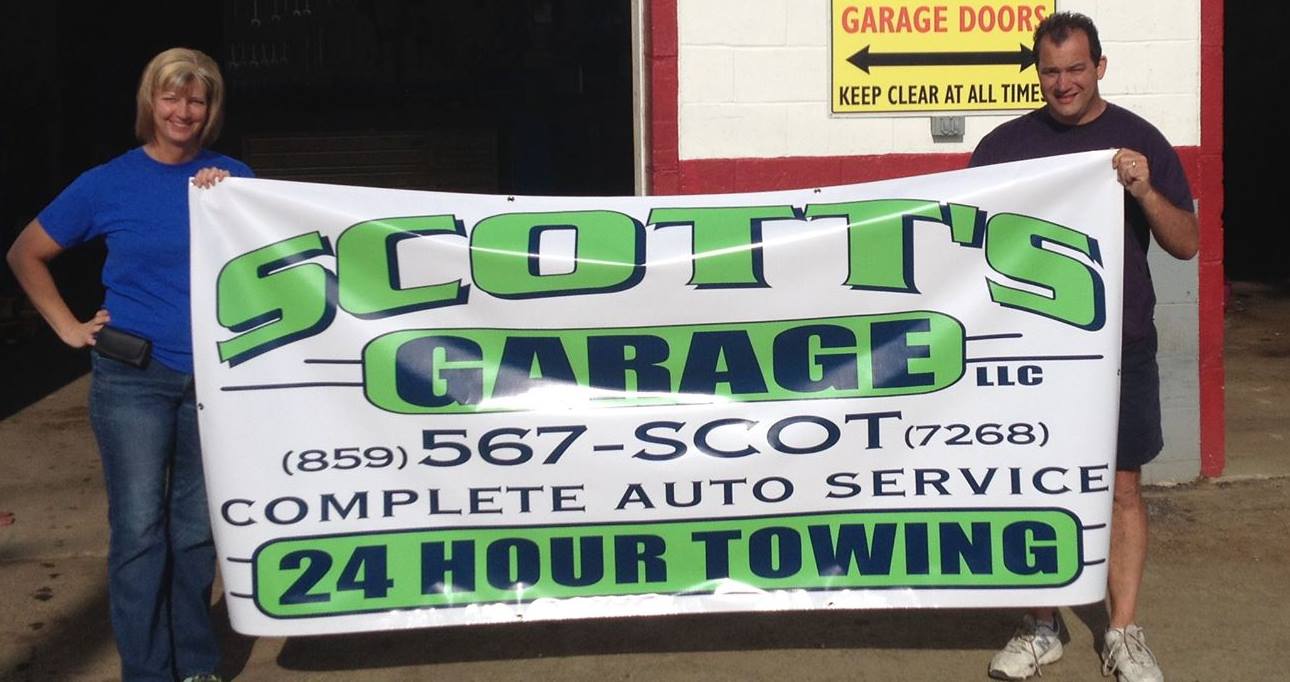 GARAGE DOORS
KEEP CLEAR AT ALL TIMES
SCOTT'S
GARAGE LLC
(859) 567-SCOT (7268)
COMPLETE AUTO SERVICE
24 HOUR TOWING